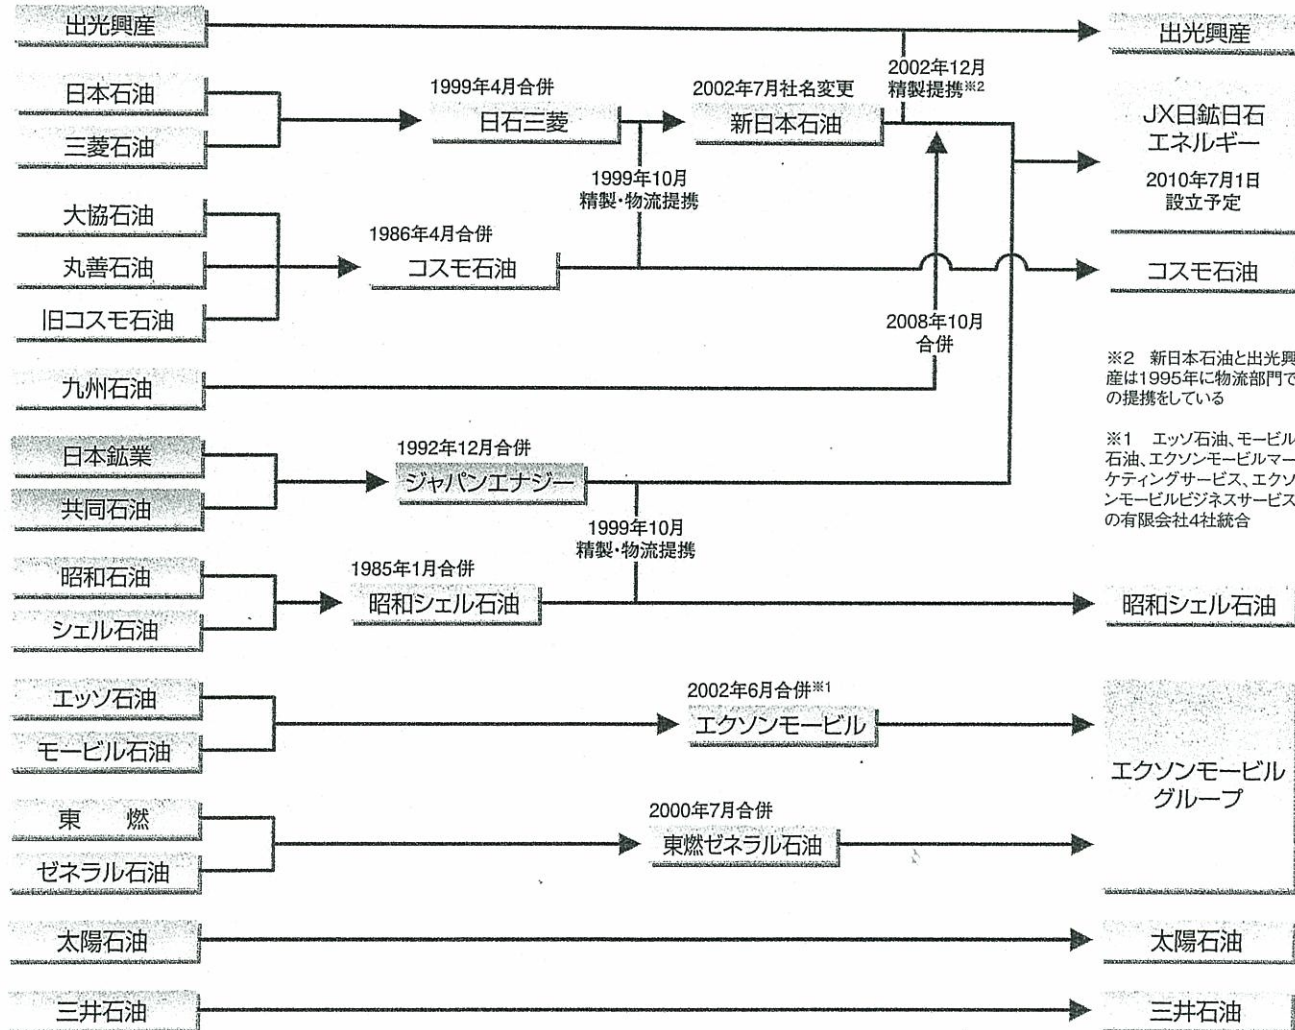 出光興産
出光興産
2002年12月
精製提携※2
日本石油
三菱石油
1999年4月合併
日石三菱
2002年7月社名変更
新日本石油
JX日鉱日石
エネルギー
2010年7月1日
設立予定
1999年10月
精製・物流提携
大協石油
丸善石油
旧コスモ石油
1986年4月合併
コスモ石油
コスモ石油
2008年10月
合併
九州石油
※2 新日本石油と出光興
産は1995年に物流部門で
の提携をしている
※1 エッソ石油、モービル
石油、エクソンモービルマー
ケティングサービス、エクソ
ンモービルビジネスサービス
の有限会社4社統合
日本鉱業
共同石油
1992年12月合併
ジャパンエナジー
1999年10月
精製・物流提携
昭和石油
シェル石油
1985年1月合併
昭和シェル石油
昭和シェル石油
エッソ石油
モービル石油
2002年6月合併※1
エクソンモービル
エクソンモービル
グループ
東 燃
ゼネラル石油
2000年7月合併
東燃ゼネラル石油
太陽石油
太陽石油
三井石油
三井石油